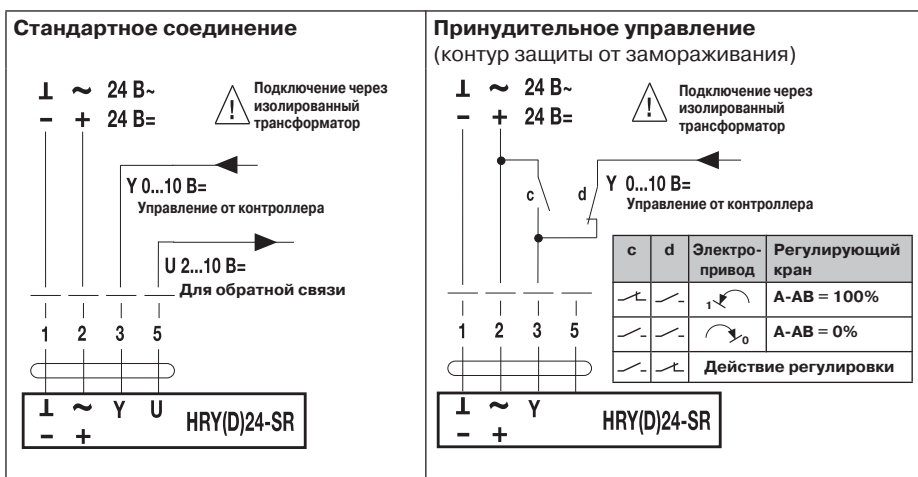 Стандартное соединение
⊥ ~ 24 В~
– + 24 В=
Подключение через
изолированный
трансформатор
!
Y 0...10 В=
Управление от контроллера
U 2...10 В=
Для обратной связи
1 2 3 5
⊥ ~ Y U
– +
HRY(D)24-SR
Принудительное управление
(контур защиты от замораживания)
⊥ ~ 24 В~
– + 24 В=
Подключение через
изолированный
трансформатор
!
c d
Y 0...10 В=
Управление от контроллера
c d Электро-привод Регулирующий кран
1 A-AB = 100%
0 A-AB = 0%
Действие регулировки
1 2 3 5
⊥ ~ Y
– +
HRY(D)24-SR